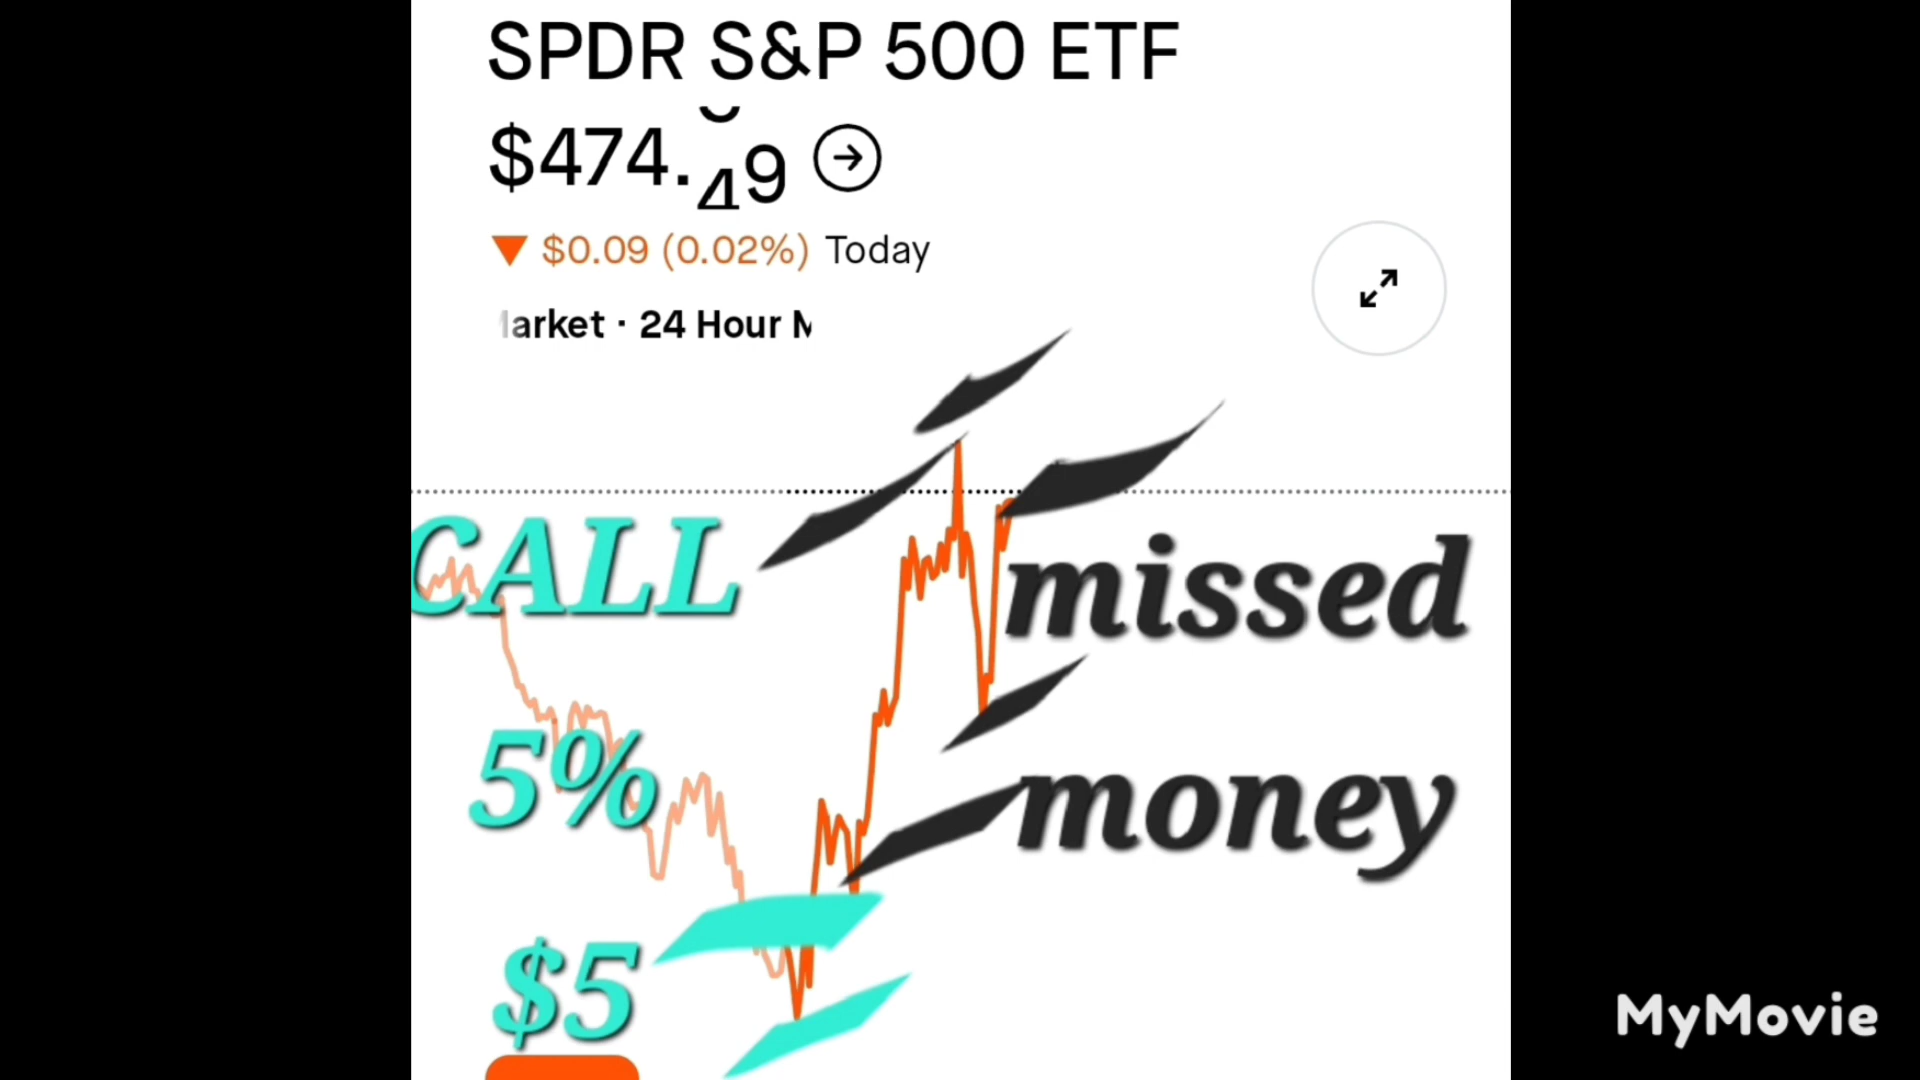 SPDR S&P 500 ETF
$474.49
$0.09 (0.02%) Today
arket · 24 Hour
CALL
missed
5%
money
$5
MyMovie